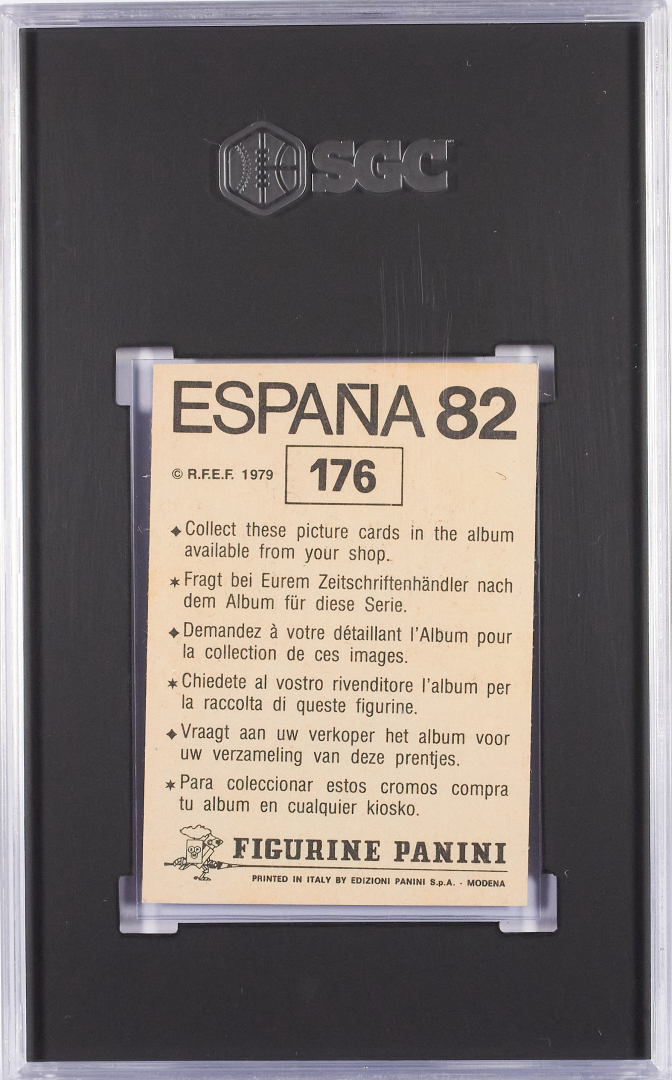 SGC
ESPAÑA 82
© R.F.E.F. 1979
176
✦ Collect these picture cards in the album
available from your shop.
✶ Fragt bei Eurem Zeitschriftenhändler nach
dem Album für diese Serie.
✦ Demandez à votre détaillant l'Album pour
la collection de ces images.
✶ Chiedete al vostro rivenditore l'album per
la raccolta di queste figurine.
✦ Vraagt aan uw verkoper het album voor
uw verzameling van deze prentjes.
✶ Para coleccionar estos cromos compra
tu album en cualquier kiosko.
FIGURINE PANINI
PRINTED IN ITALY BY EDIZIONI PANINI S.p.A. - MODENA